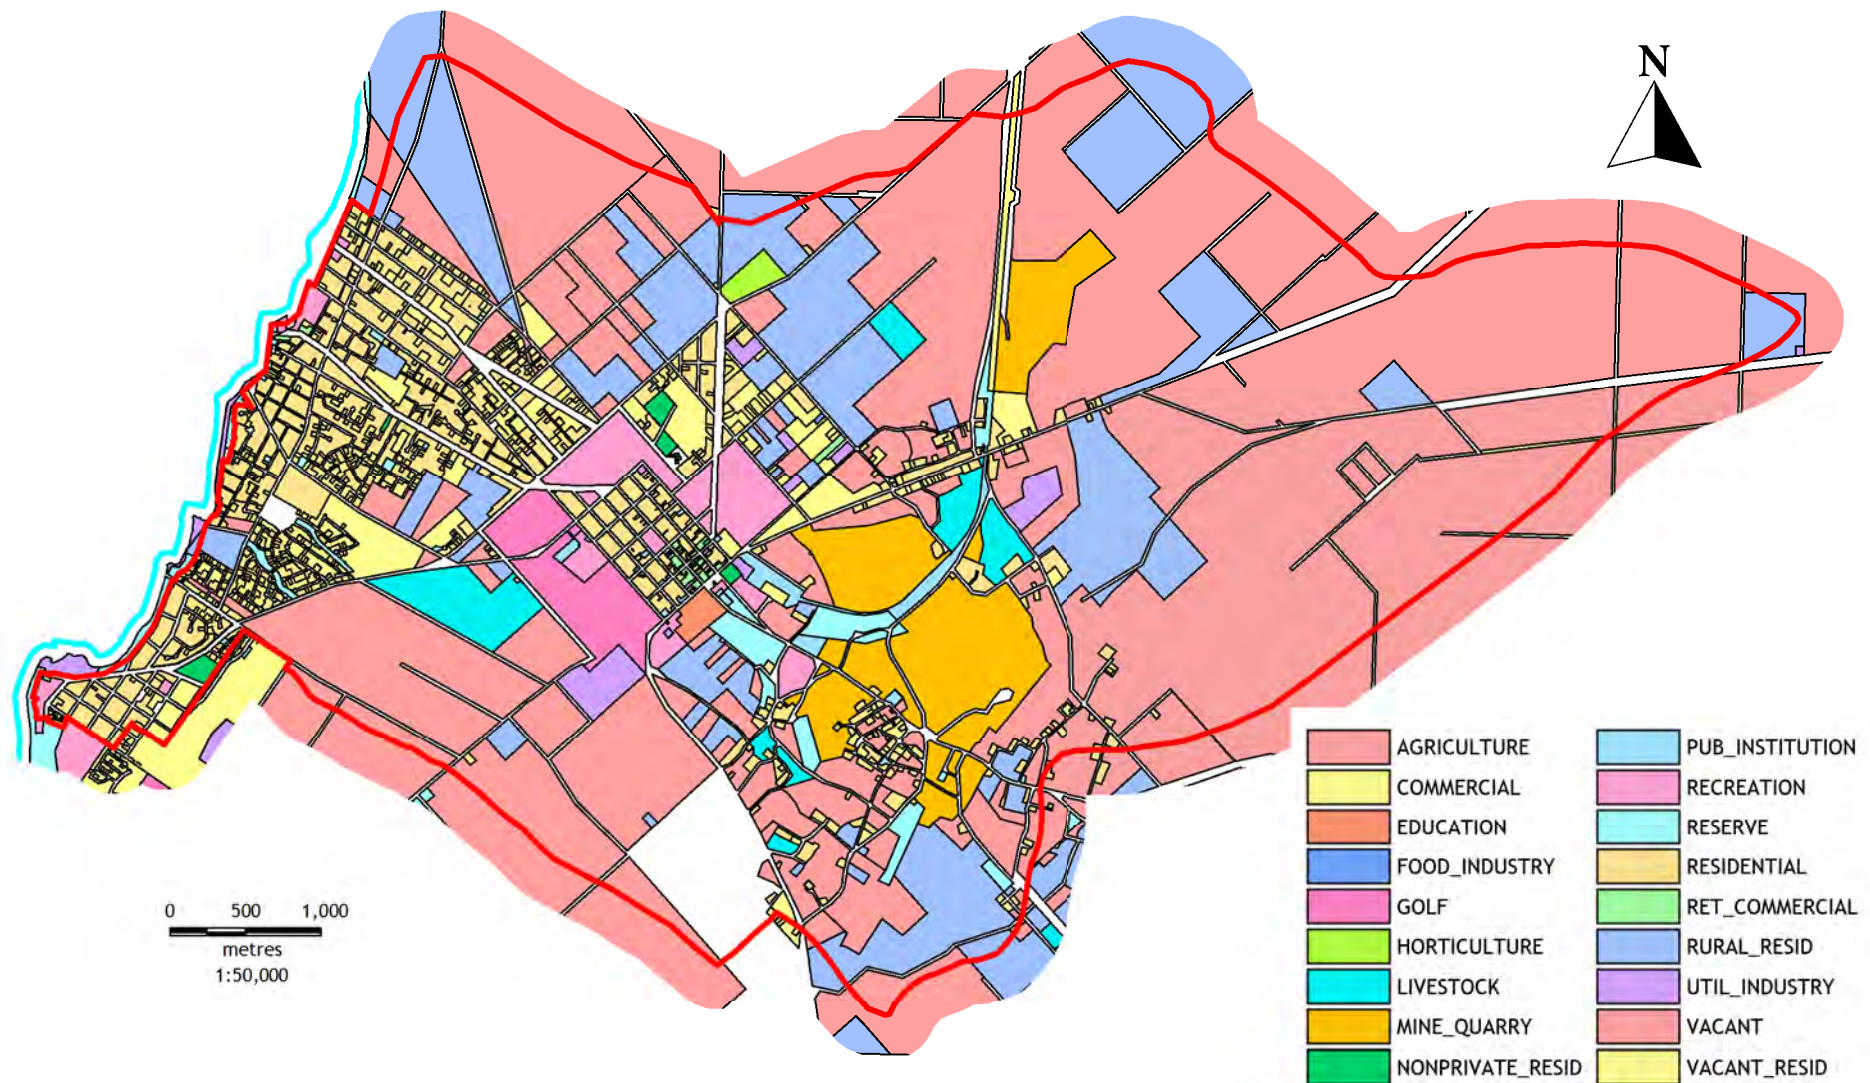 N
0 500 1,000
metres
1:50,000
AGRICULTURE
COMMERCIAL
EDUCATION
FOOD_INDUSTRY
GOLF
HORTICULTURE
LIVESTOCK
MINE_QUARRY
NONPRIVATE_RESID
PUB_INSTITUTION
RECREATION
RESERVE
RESIDENTIAL
RET_COMMERCIAL
RURAL_RESID
UTIL_INDUSTRY
VACANT
VACANT_RESID